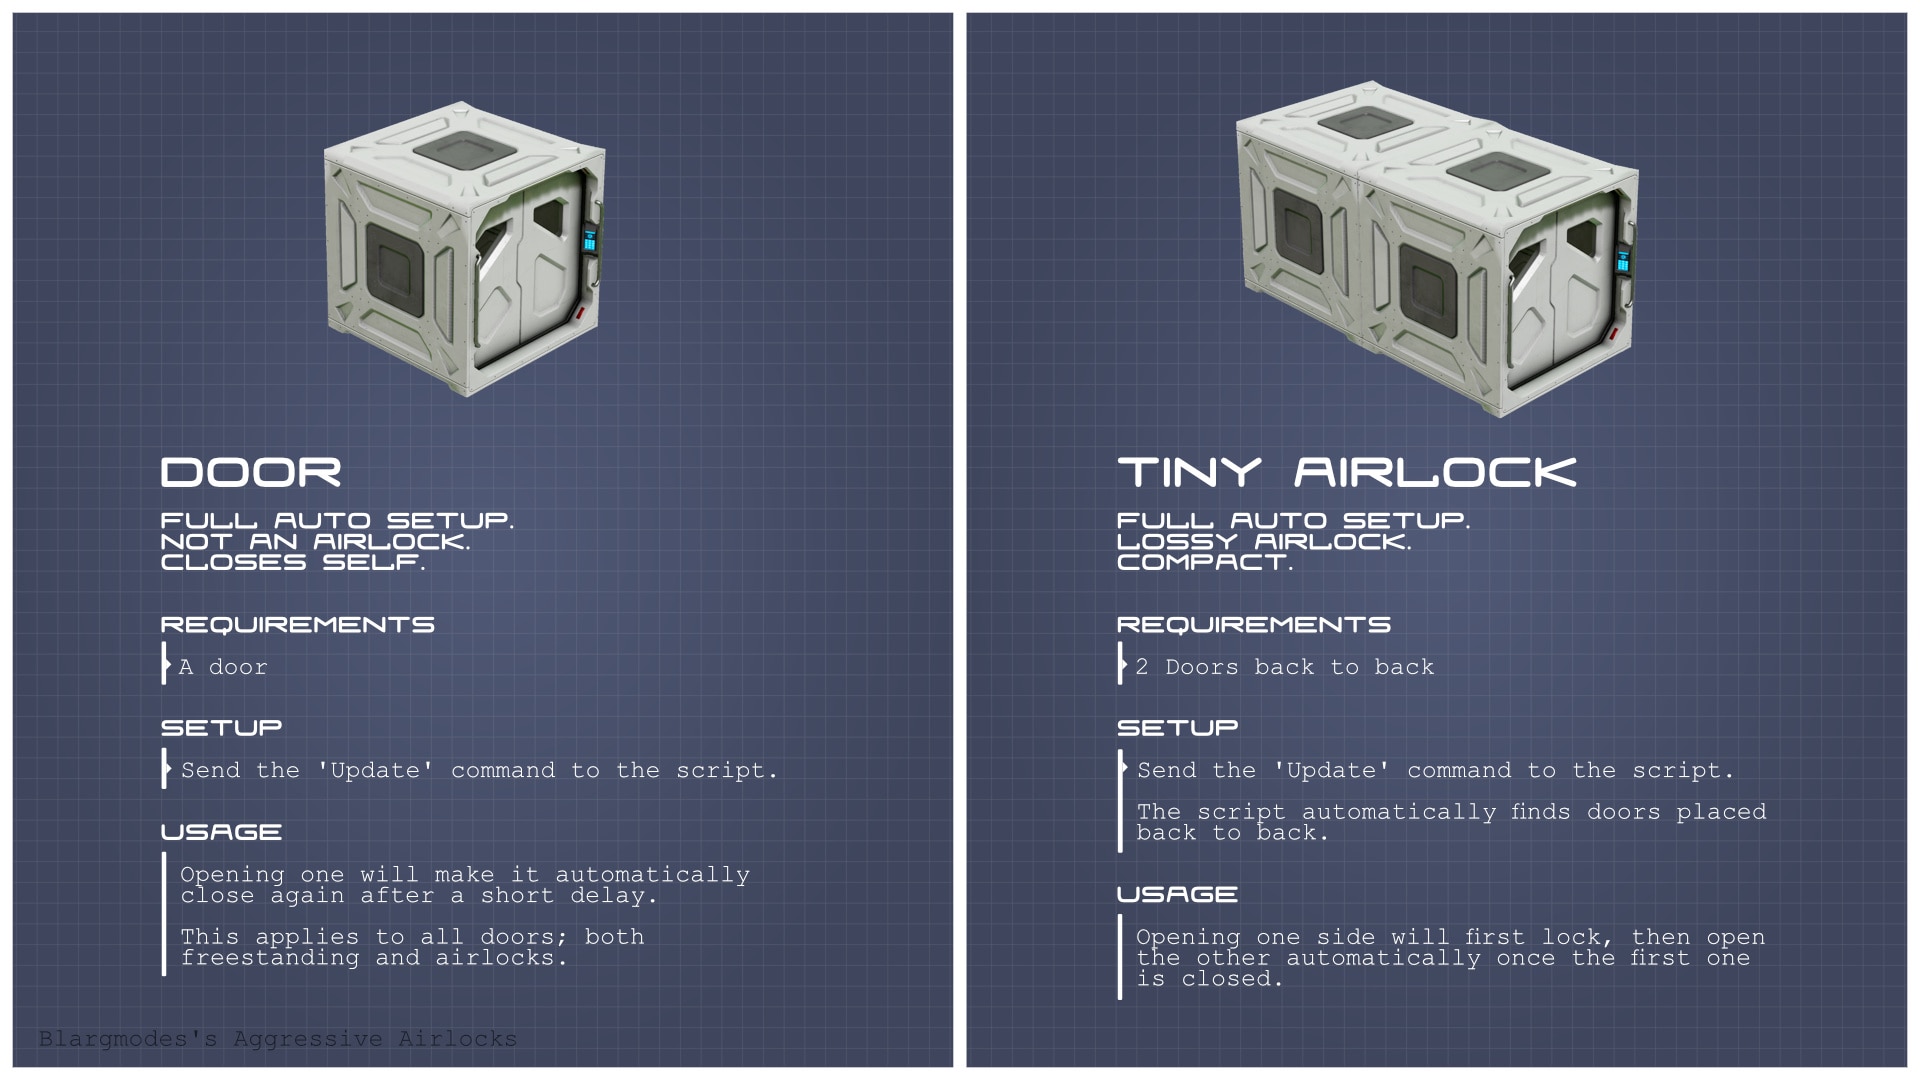 DOOR
FULL AUTO SETUP.
NOT AN AIRLOCK.
CLOSES SELF.
REQUIREMENTS
A door
SETUP
Send the 'Update' command to the script.
USAGE
Opening one will make it automatically
close again after a short delay.
This applies to all doors; both
freestanding and airlocks.
Blargmodes's Aggressive Airlocks
TINY AIRLOCK
FULL AUTO SETUP.
LOSSY AIRLOCK.
COMPACT.
REQUIREMENTS
2 Doors back to back
SETUP
Send the 'Update' command to the script.
The script automatically finds doors placed
back to back.
USAGE
Opening one side will first lock, then open
the other automatically once the first one
is closed.